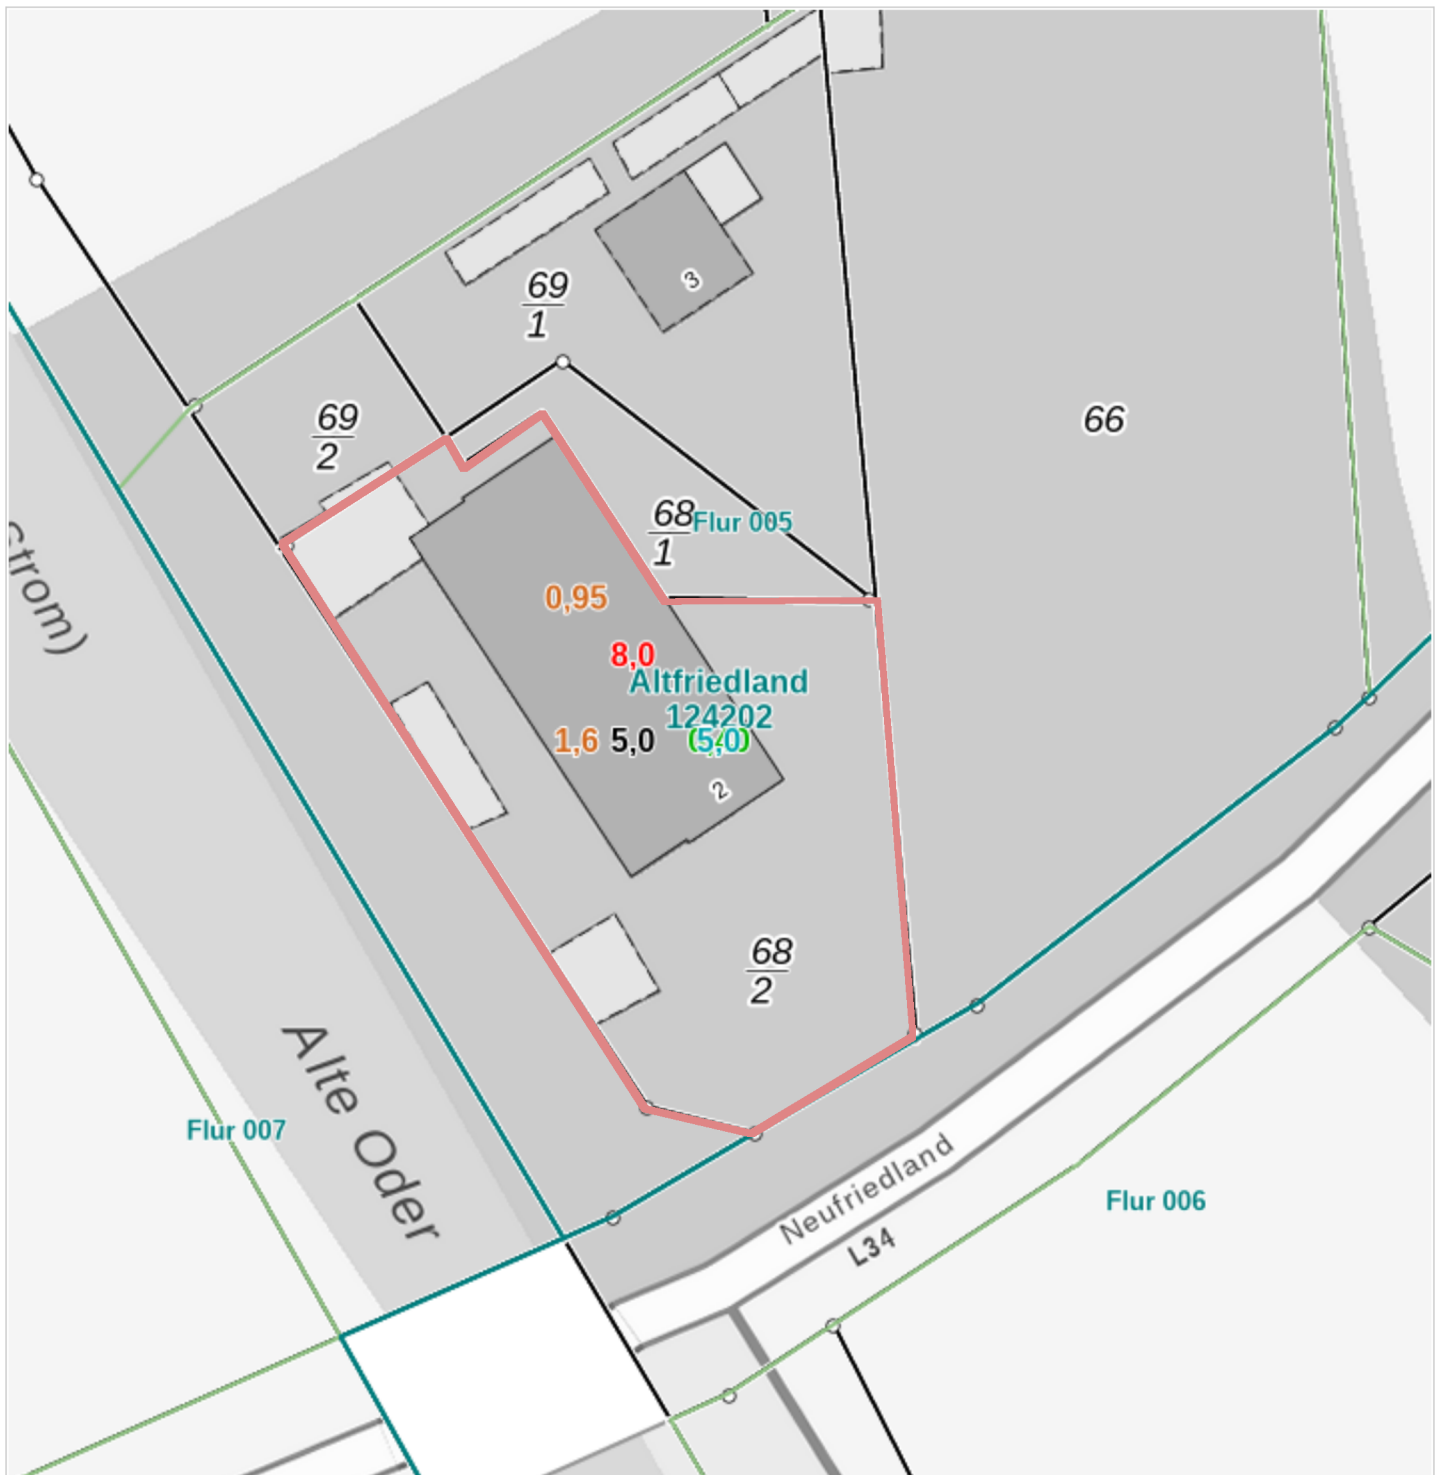 3
69
1
66
69
2
68
1
Flur 005
strom)
0,95
8,0
Altfriedland
124202
1,6 5,0 5,0
2
68
2
Alte Oder
Flur 007
Neufriedland
Flur 006
L34